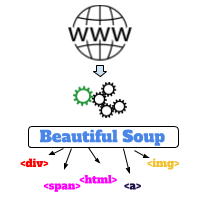 WWW
Beautiful Soup
<div> <img>
<span> <html> <a>